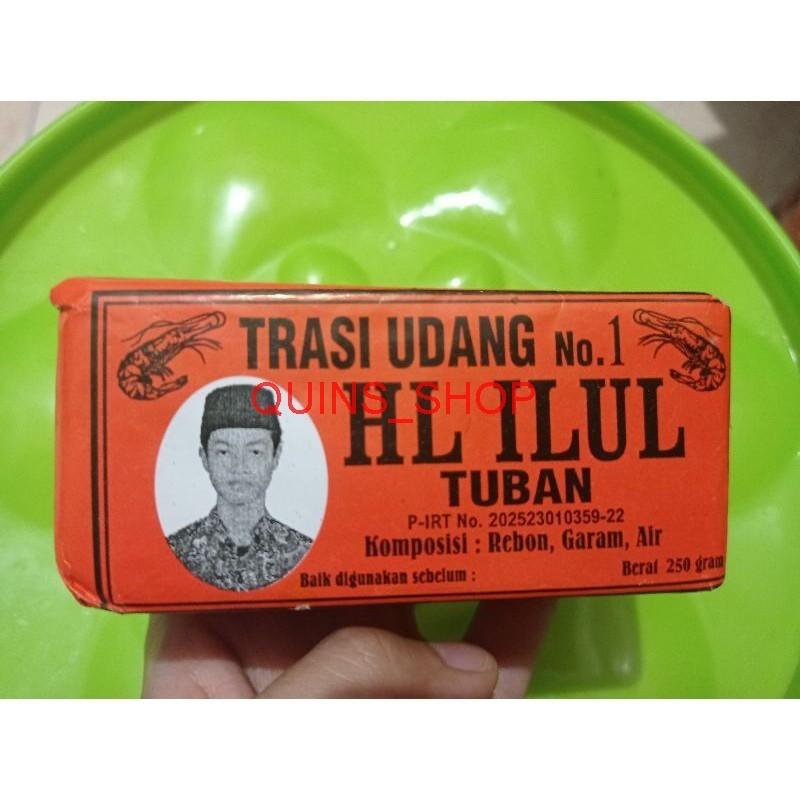 TRASI UDANG No.1
QUINS_SHOP
HL ILUL
TUBAN
P-IRT No. 202523010359-22
Komposisi : Rebon, Garam, Air
Baik digunakan sebelum :
Berat 250 gram